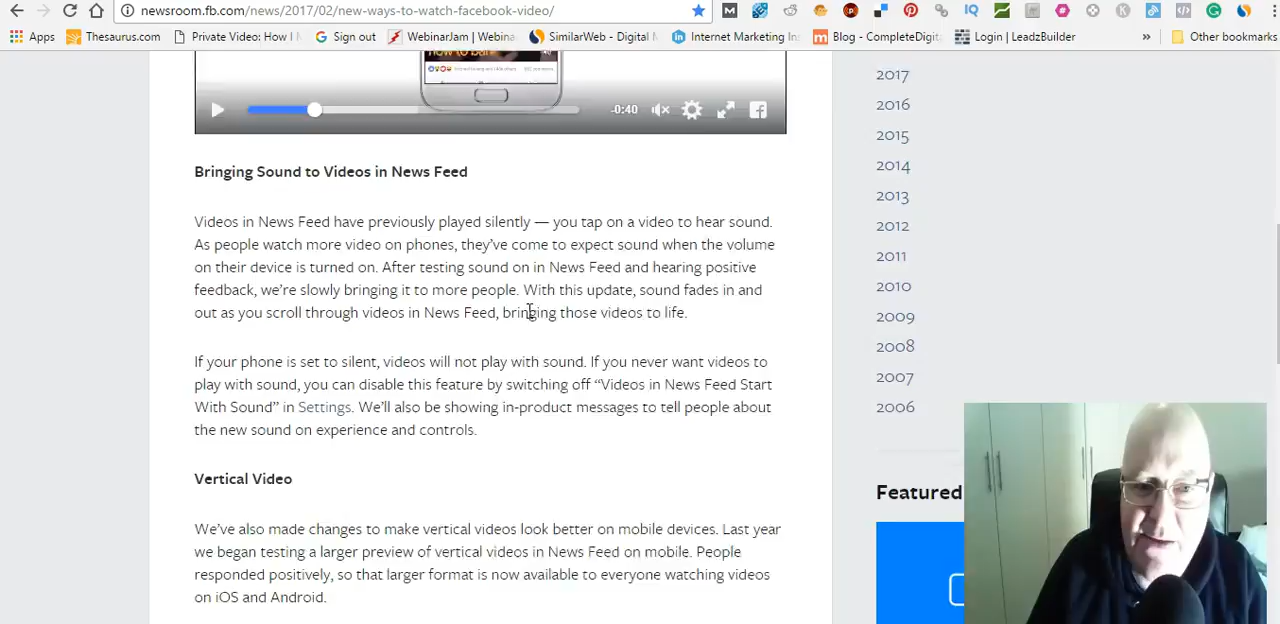 newsroom.fb.com/news/2017/02/new-ways-to-watch-facebook-video/
Apps Thesaurus.com Private Video: How I Sign out WebinarJam | Webina SimilarWeb - Digital M Internet Marketing In Blog - CompleteDigit Login | LeadzBuilder » Other bookmarks
-0:40
Bringing Sound to Videos in News Feed
Videos in News Feed have previously played silently — you tap on a video to hear sound.
As people watch more video on phones, they’ve come to expect sound when the volume
on their device is turned on. After testing sound on in News Feed and hearing positive
feedback, we’re slowly bringing it to more people. With this update, sound fades in and
out as you scroll through videos in News Feed, bringing those videos to life.
If your phone is set to silent, videos will not play with sound. If you never want videos to
play with sound, you can disable this feature by switching off “Videos in News Feed Start
With Sound” in Settings. We’ll also be showing in-product messages to tell people about
the new sound on experience and controls.
Vertical Video
We’ve also made changes to make vertical videos look better on mobile devices. Last year
we began testing a larger preview of vertical videos in News Feed on mobile. People
responded positively, so that larger format is now available to everyone watching videos
on iOS and Android.
2017
2016
2015
2014
2013
2012
2011
2010
2009
2008
2007
2006
Featured